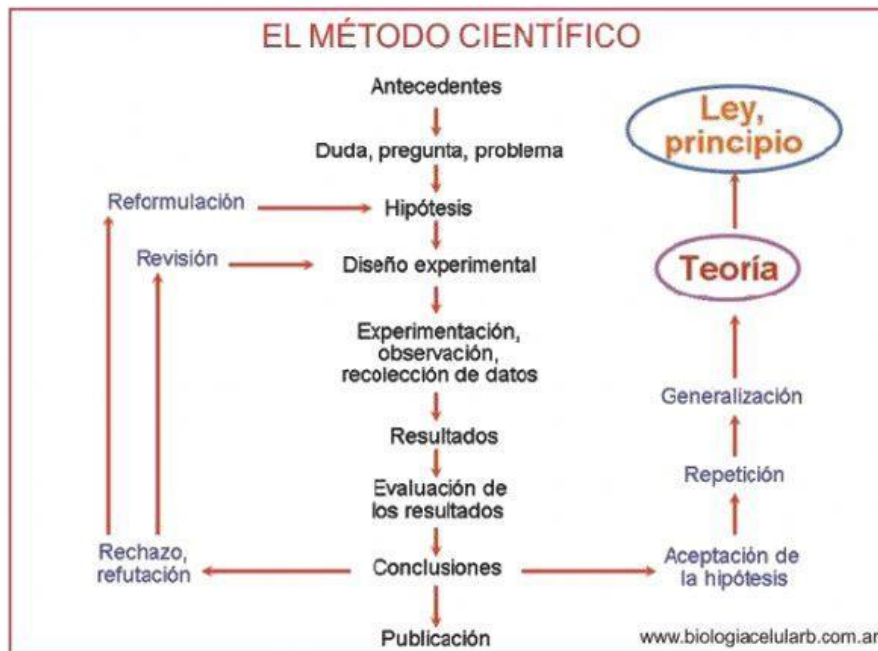 EL MÉTODO CIENTÍFICO
Antecedentes
Duda, pregunta, problema
Hipótesis
Diseño experimental
Experimentación,
observación,
recolección de datos
Resultados
Evaluación de
los resultados
Conclusiones
Publicación
Reformulación
Revisión
Rechazo,
refutación
Ley,
principio
Teoría
Generalización
Repetición
Aceptación de
la hipótesis
www.biologiacelularb.com.ar